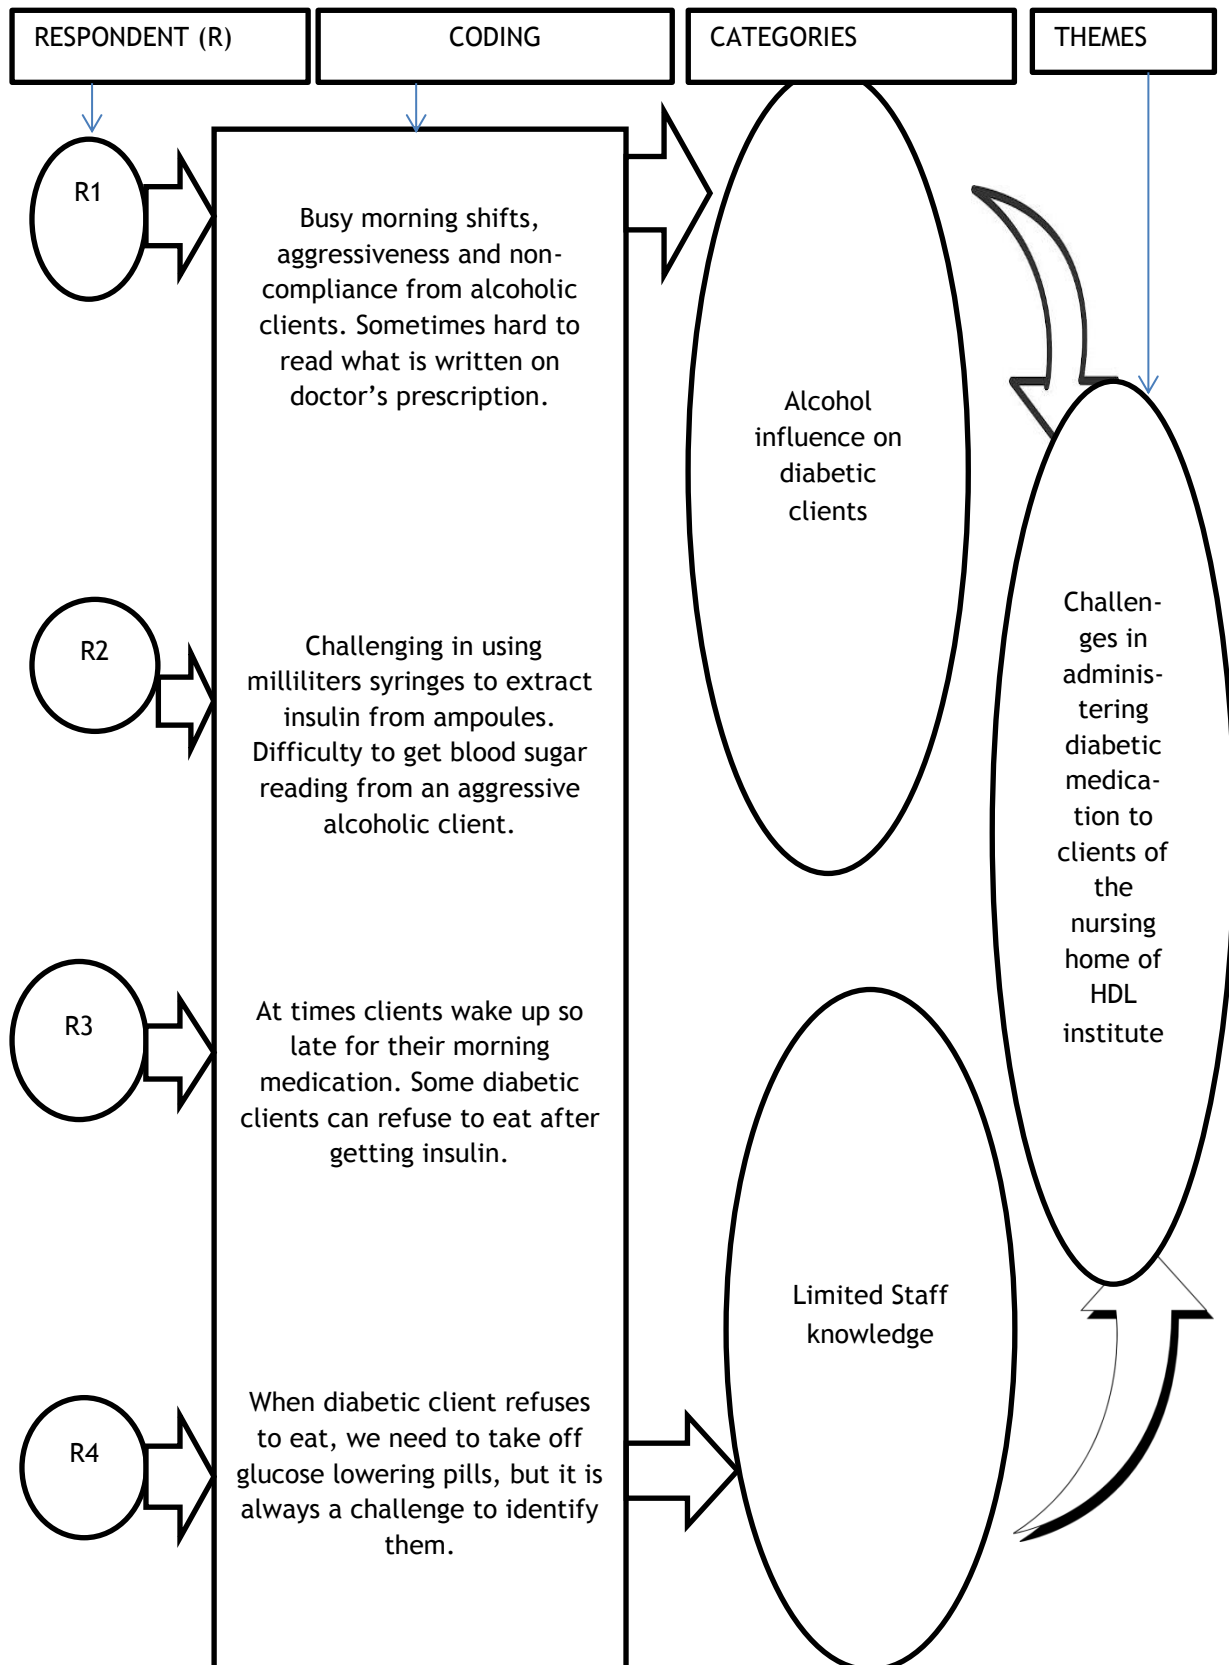 RESPONDENT (R)
CODING
CATEGORIES
THEMES
R1
Busy morning shifts,
aggressiveness and non-
compliance from alcoholic
clients. Sometimes hard to
read what is written on
doctor’s prescription.
Alcohol
influence on
diabetic
clients
R2
Challenging in using
milliliters syringes to extract
insulin from ampoules.
Difficulty to get blood sugar
reading from an aggressive
alcoholic client.
Challen-
ges in
adminis-
tering
diabetic
medica-
tion to
clients of
the
nursing
home of
HDL
institute
R3
At times clients wake up so
late for their morning
medication. Some diabetic
clients can refuse to eat after
getting insulin.
Limited Staff
knowledge
R4
When diabetic client refuses
to eat, we need to take off
glucose lowering pills, but it is
always a challenge to identify
them.